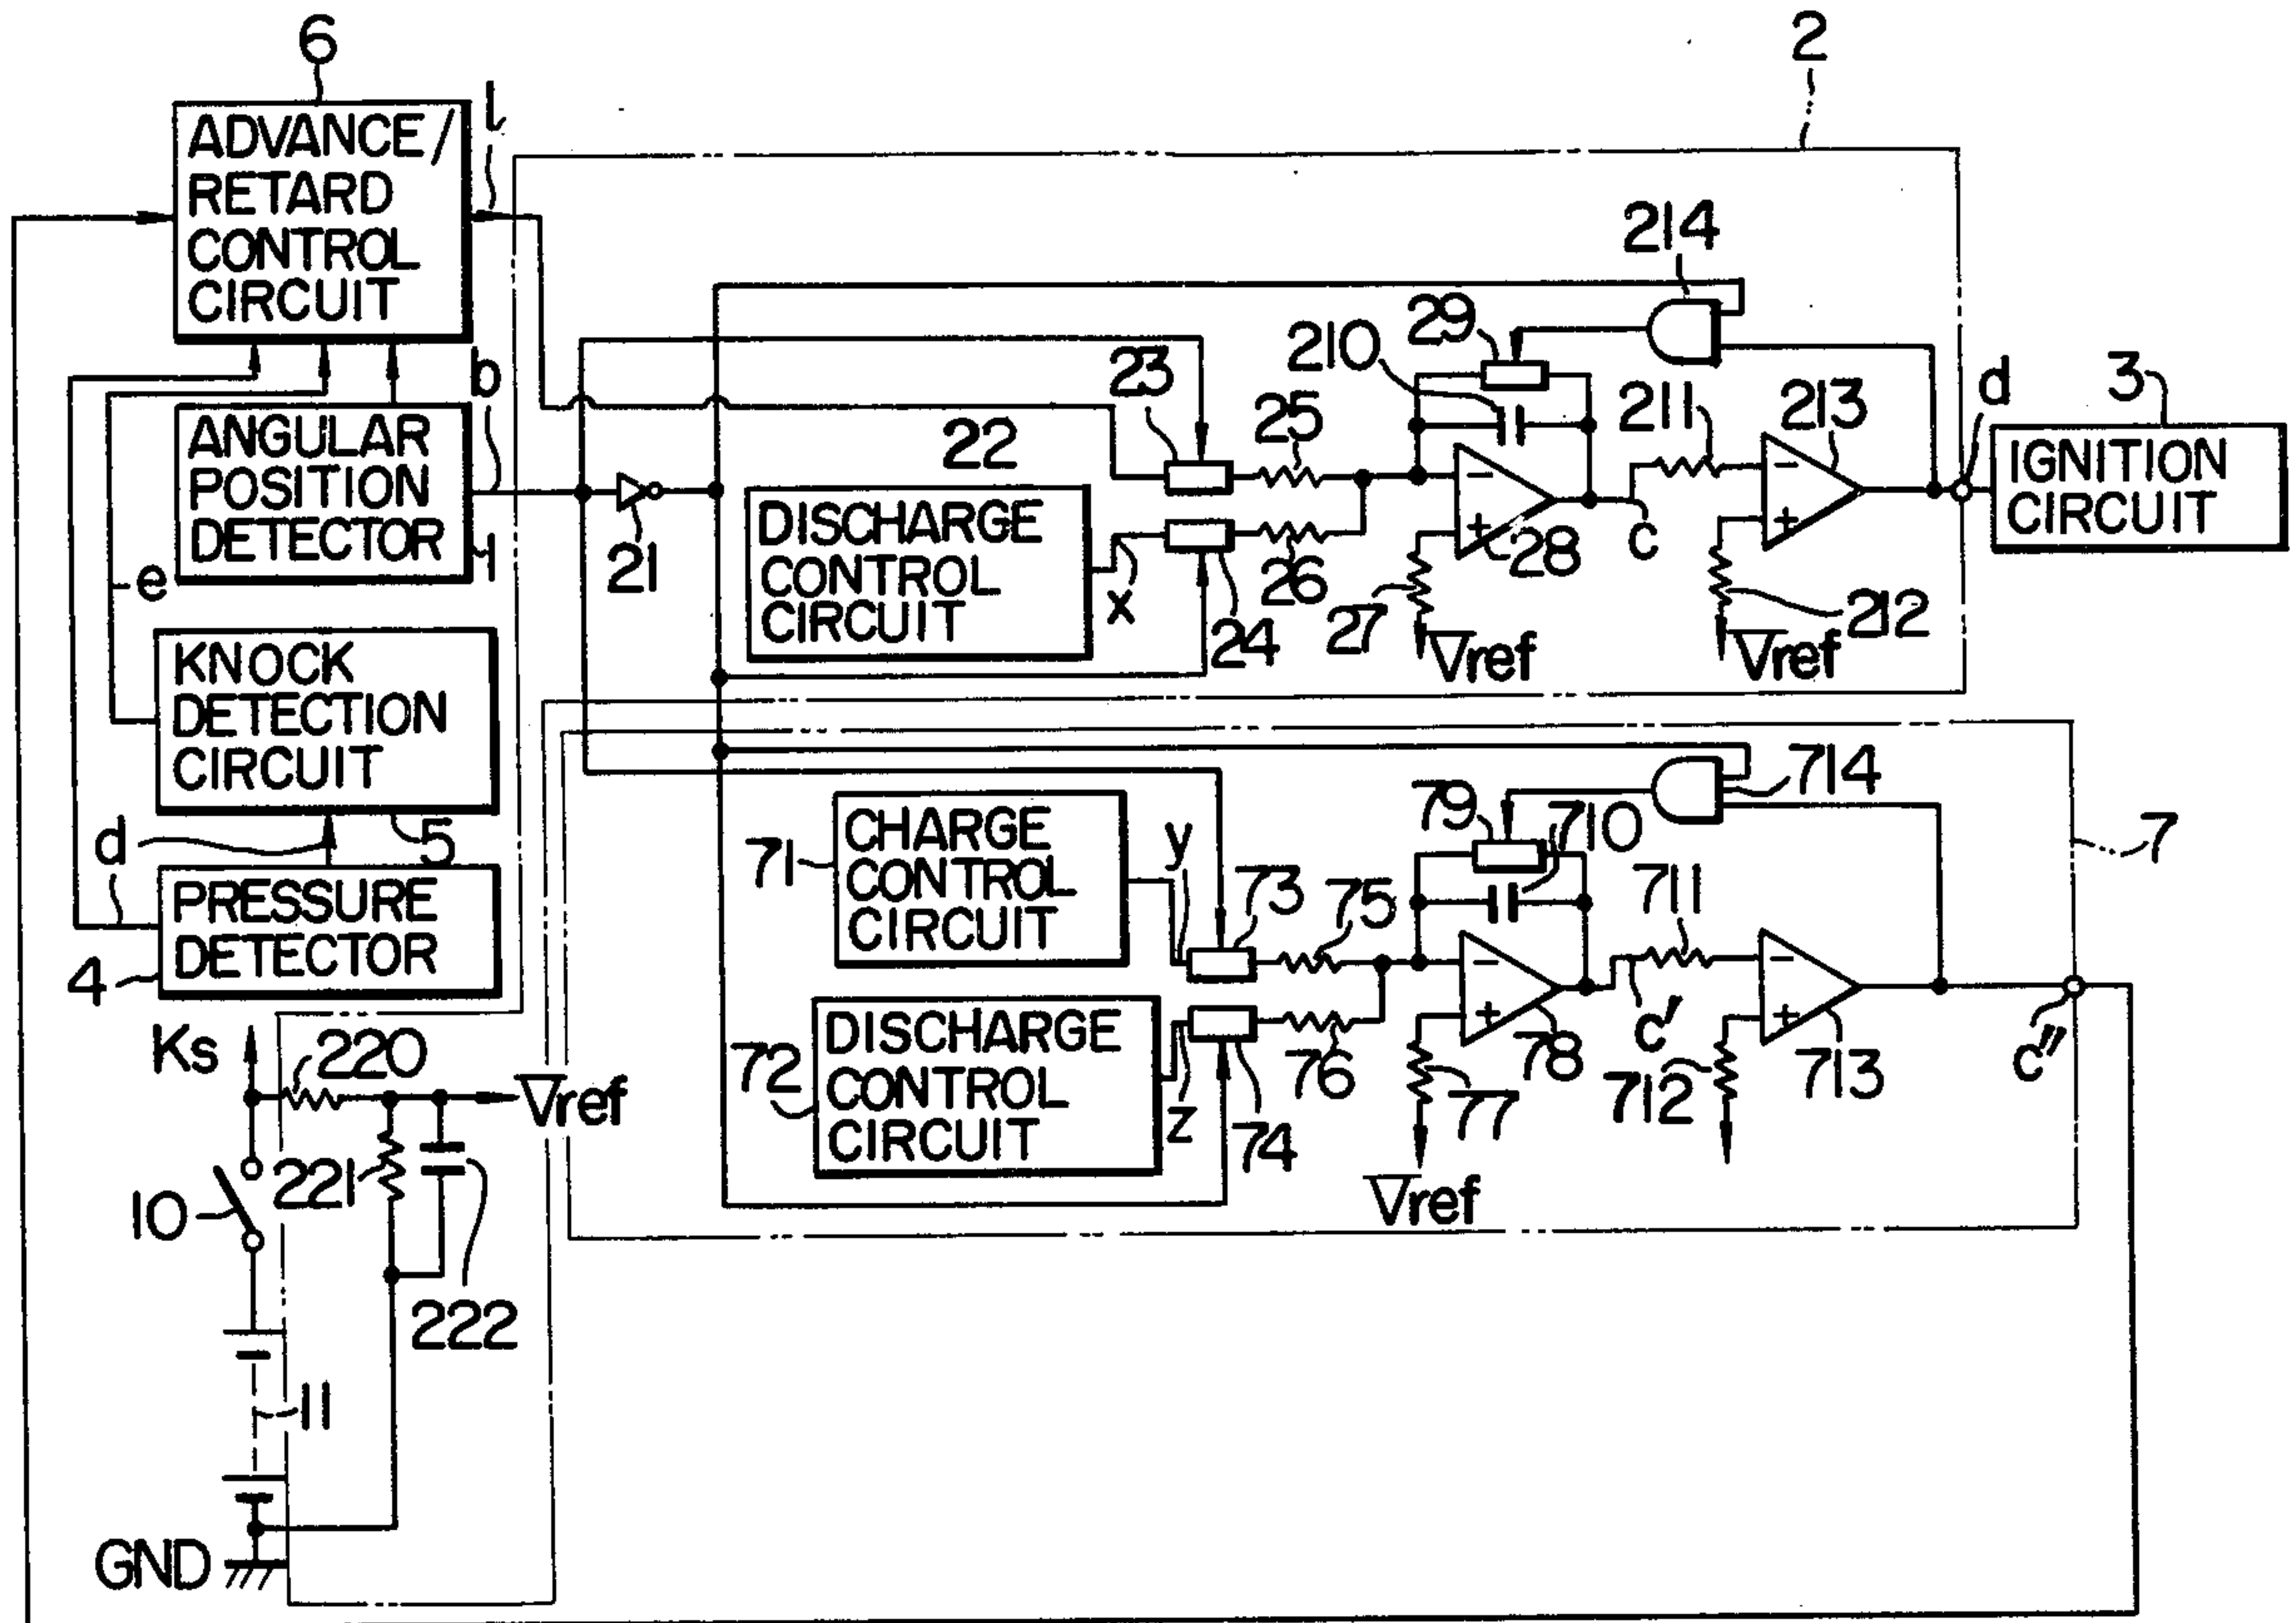 6
2
ADVANCE/
RETARD
CONTROL
CIRCUIT
l
214
29
210
23
25
211
213
d
3
b
22
ANGULAR
POSITION
DETECTOR
1
21
DISCHARGE
CONTROL
CIRCUIT
x
24
26
28
27
Vref
c
212
Vref
IGNITION
CIRCUIT
e
KNOCK
DETECTION
CIRCUIT
5
d
PRESSURE
DETECTOR
4
714
79
710
7
71
CHARGE
CONTROL
CIRCUIT
y
73
75
711
72
DISCHARGE
CONTROL
CIRCUIT
z
74
76
78
77
Vref
c'
712
713
c"
Ks
220
Vref
10
221
222
11
GND